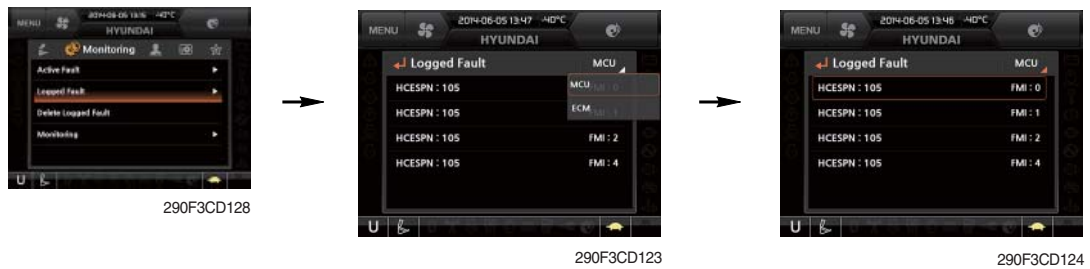 MENU
2014-06-05 13:15 -40°C
HYUNDAI
Monitoring
Active Fault
Logged Fault
Delete Logged Fault
Monitoring
U
290F3CD128
MENU
2014-06-05 13:47 -40°C
HYUNDAI
Logged Fault MCU
HCESPN : 105 MCU
HCESPN : 105 ECM
HCESPN : 105 FMI : 2
HCESPN : 105 FMI : 4
U
290F3CD123
MENU
2014-06-05 13:46 -40°C
HYUNDAI
Logged Fault MCU
HCESPN : 105 FMI : 0
HCESPN : 105 FMI : 1
HCESPN : 105 FMI : 2
HCESPN : 105 FMI : 4
U
290F3CD124